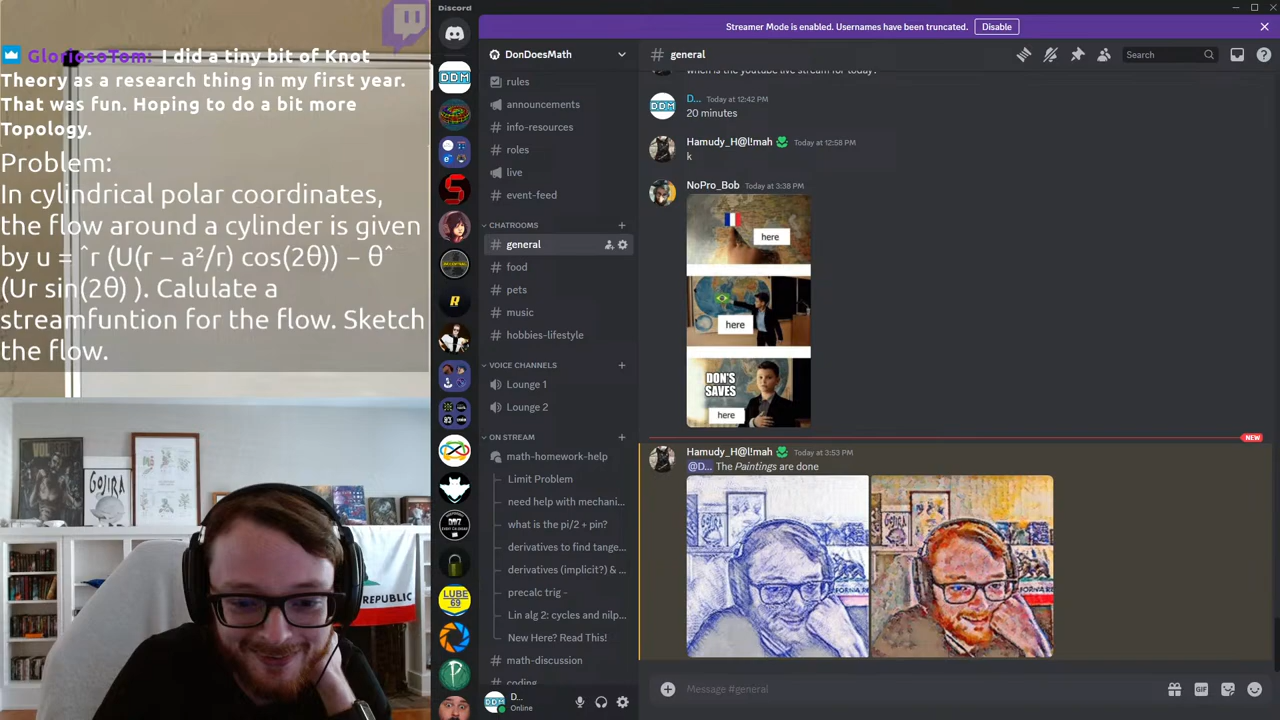 GloriosoTom: I did a tiny bit of Knot
Theory as a research thing in my first year.
That was fun. Hoping to do a bit more
Topology.
Problem:
In cylindrical polar coordinates,
the flow around a cylinder is given
by u = ˆr (U(r − a²/r) cos(2θ)) − θˆ
(Ur sin(2θ) ). Calulate a
streamfuntion for the flow. Sketch
the flow.
GOJIRA
REPUBLIC
Discord
DDM
LUBE
69
Streamer Mode is enabled. Usernames have been truncated. Disable
DonDoesMath
rules
announcements
info-resources
roles
live
event-feed
CHATROOMS
general
food
pets
music
hobbies-lifestyle
VOICE CHANNELS
Lounge 1
Lounge 2
ON STREAM
math-homework-help
Limit Problem
need help with mechani...
what is the pi/2 + pin?
derivatives to find tange...
derivatives (implicit?) & ...
precalc trig -
Lin alg 2: cycles and nilp...
New Here? Read This!
math-discussion
coding
DDM D...
Online
# general
Search
which is the youtube live stream for today?
DDM D... Today at 12:42 PM
20 minutes
Hamudy_H@l!mah Today at 12:58 PM
k
NoPro_Bob Today at 3:38 PM
here
here
DON'S
SAVES
here
NEW
Hamudy_H@l!mah Today at 3:53 PM
@D... The Paintings are done
GOJIRA
Message #general
GIF